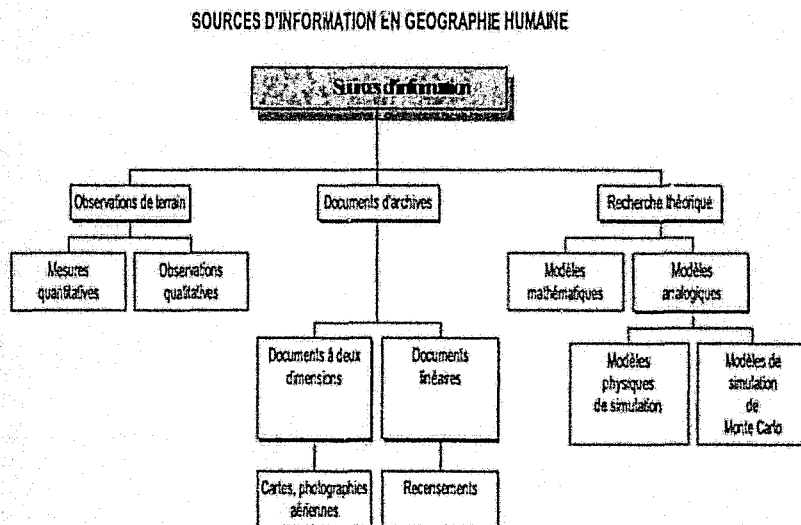 SOURCES D'INFORMATION EN GEOGRAPHIE HUMAINE
Sources d'information
Observations de terrain
Documents d'archives
Recherche théorique
Mesures
quantitatives
Observations
qualitatives
Modèles
mathématiques
Modèles
analogiques
Documents à deux
dimensions
Documents
linéaires
Modèles
physiques
de simulation
Modèles de
simulation
de
Monte Carlo
Cartes, photographies
aériennes
Recensements